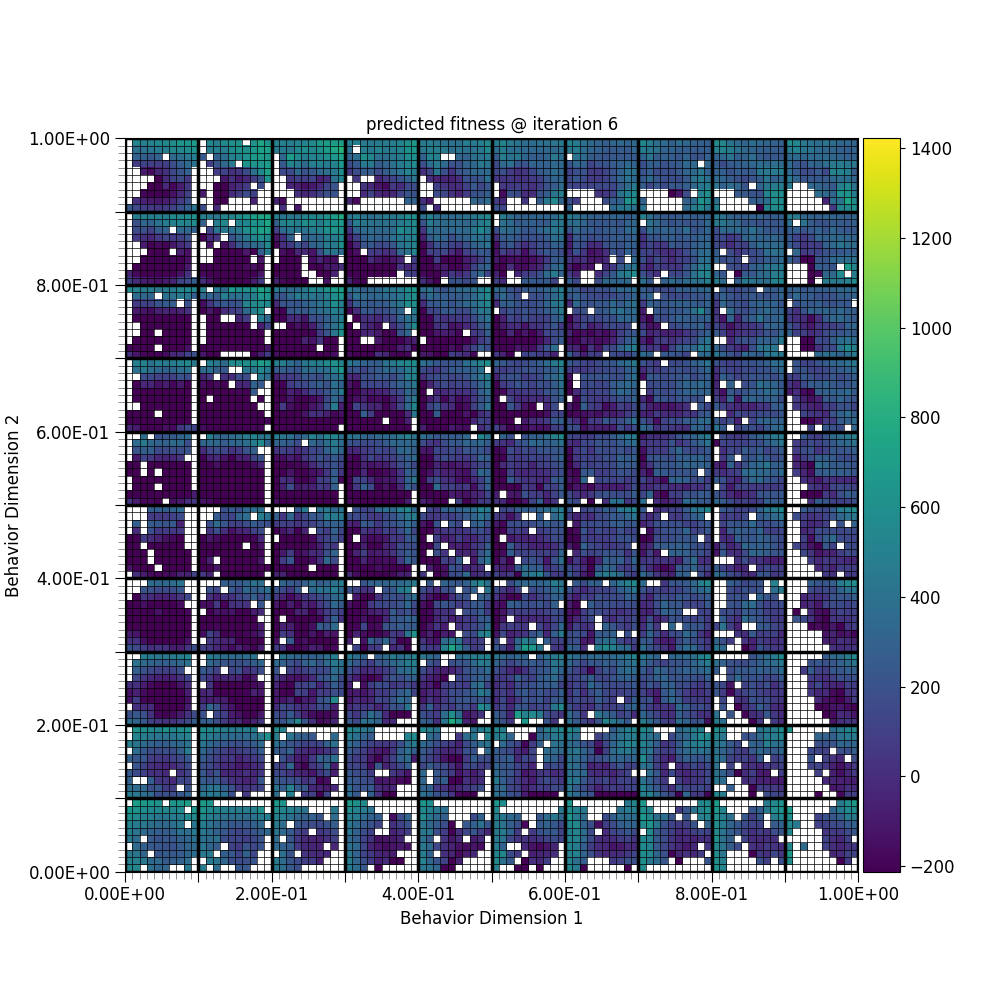 predicted fitness @ iteration 6
1.00E+00
8.00E-01
6.00E-01
4.00E-01
2.00E-01
0.00E+00
Behavior Dimension 2
0.00E+00 2.00E-01 4.00E-01 6.00E-01 8.00E-01 1.00E+00
Behavior Dimension 1
1400
1200
1000
800
600
400
200
0
−200